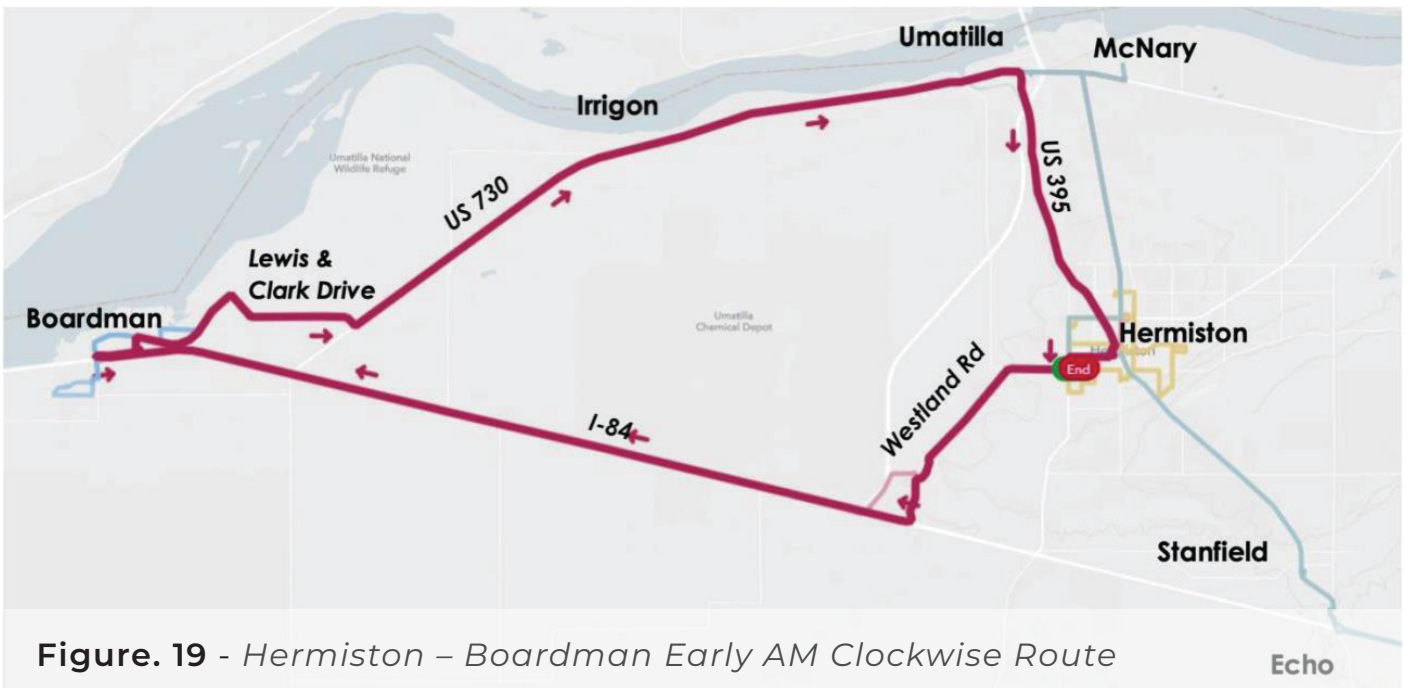 Umatilla
McNary
Irrigon
Umatilla National
Wildlife Refuge
US 730
US 395
Lewis &
Clark Drive
Boardman
Umatilla
Chemical Depot
Hermiston
End
Westland Rd
I-84
Stanfield
Figure. 19 - Hermiston – Boardman Early AM Clockwise Route
Echo